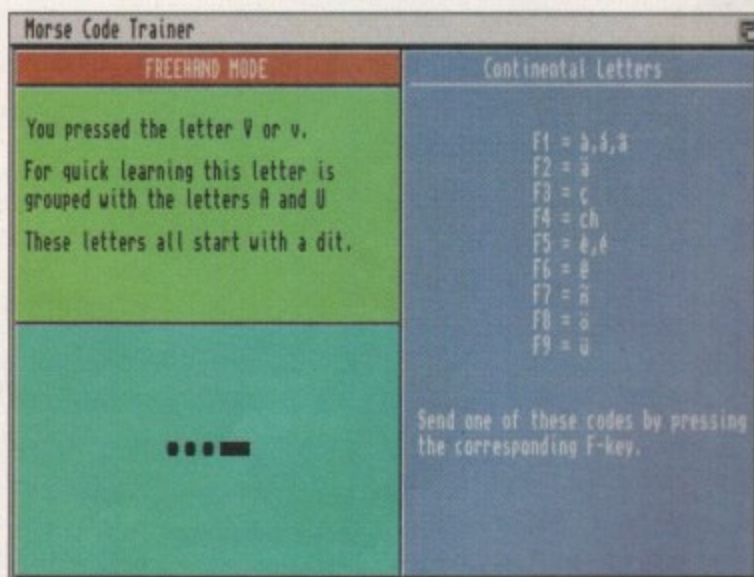 Morse Code Trainer
FREEHAND MODE
You pressed the letter V or v.
For quick learning this letter is
grouped with the letters A and U
These letters all start with a dit.
Continental Letters
F1 = à,á,ã
F2 = ä
F3 = ç
F4 = ch
F5 = è,é
F6 = ê
F7 = ñ
F8 = ö
F9 = ü
Send one of these codes by pressing
the corresponding F-key.